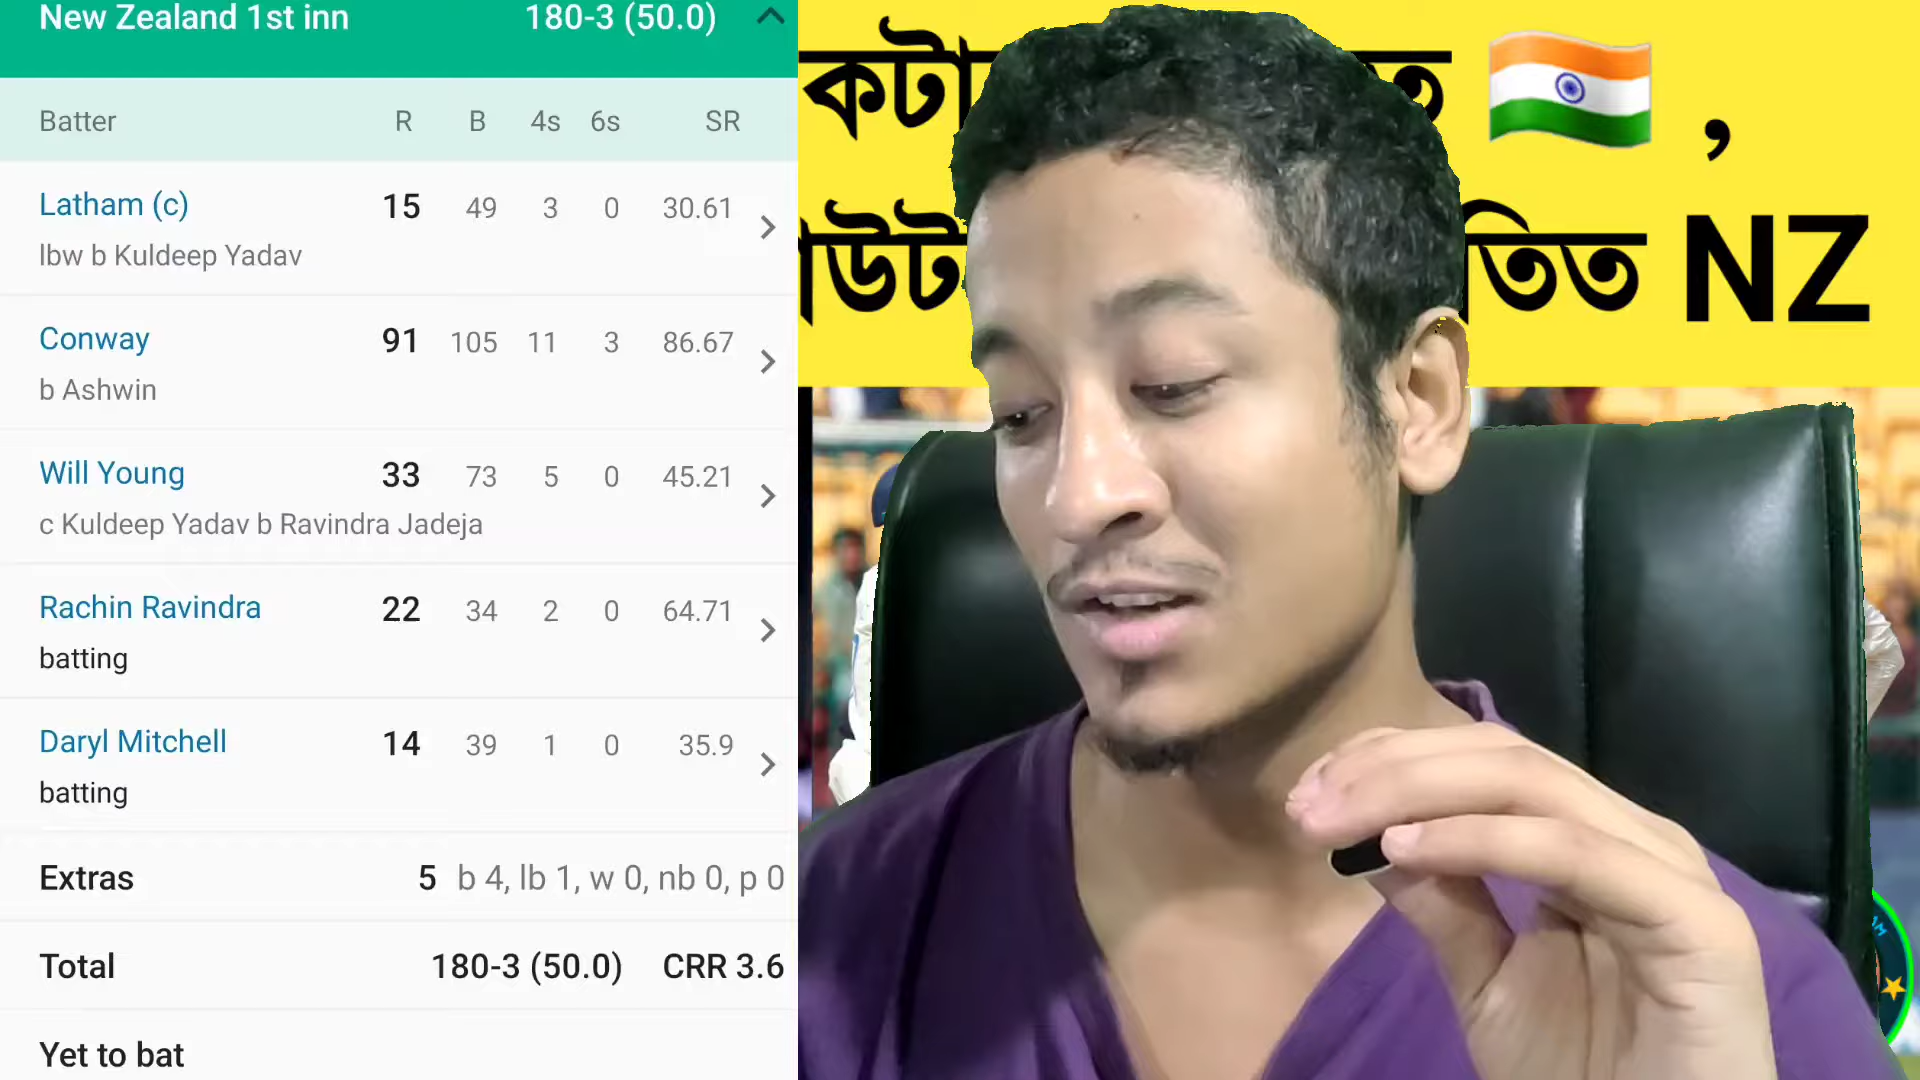 New Zealand 1st inn 180-3 (50.0)
Batter R B 4s 6s SR
Latham (c) 15 49 3 0 30.61
lbw b Kuldeep Yadav
Conway 91 105 11 3 86.67
b Ashwin
Will Young 33 73 5 0 45.21
c Kuldeep Yadav b Ravindra Jadeja
Rachin Ravindra 22 34 2 0 64.71
batting
Daryl Mitchell 14 39 1 0 35.9
batting
Extras 5 b 4, lb 1, w 0, nb 0, p 0
Total 180-3 (50.0) CRR 3.6
Yet to bat
,
NZ